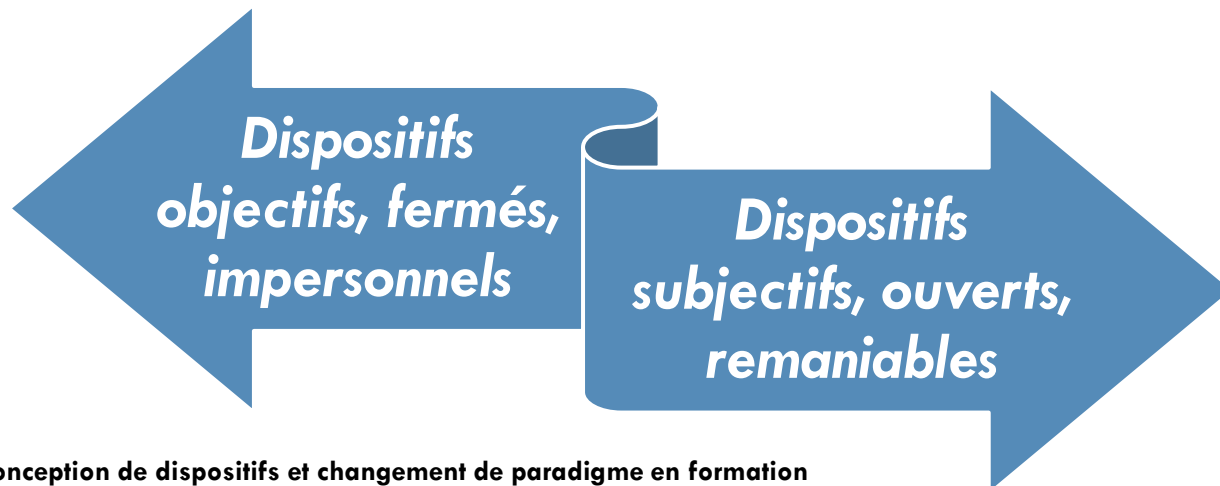 Dispositifs
objectifs, fermés,
impersonnels
Dispositifs
subjectifs, ouverts,
remaniables
onception de dispositifs et changement de paradigme en formation